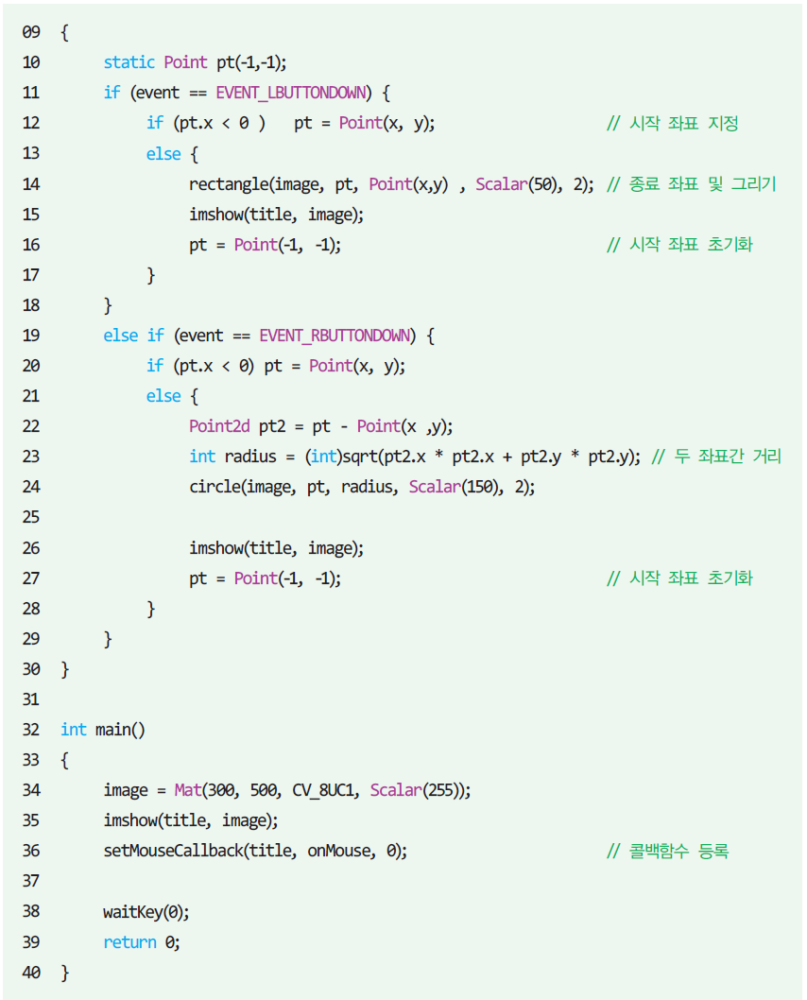 09 {
10 static Point pt(-1,-1);
11 if (event == EVENT_LBUTTONDOWN) {
12 if (pt.x < 0 ) pt = Point(x, y); // 시작 좌표 지정
13 else {
14 rectangle(image, pt, Point(x,y) , Scalar(50), 2); // 종료 좌표 및 그리기
15 imshow(title, image);
16 pt = Point(-1, -1); // 시작 좌표 초기화
17 }
18 }
19 else if (event == EVENT_RBUTTONDOWN) {
20 if (pt.x < 0) pt = Point(x, y);
21 else {
22 Point2d pt2 = pt - Point(x ,y);
23 int radius = (int)sqrt(pt2.x * pt2.x + pt2.y * pt2.y); // 두 좌표간 거리
24 circle(image, pt, radius, Scalar(150), 2);
25
26 imshow(title, image);
27 pt = Point(-1, -1); // 시작 좌표 초기화
28 }
29 }
30 }
31
32 int main()
33 {
34 image = Mat(300, 500, CV_8UC1, Scalar(255));
35 imshow(title, image);
36 setMouseCallback(title, onMouse, 0); // 콜백함수 등록
37
38 waitKey(0);
39 return 0;
40 }